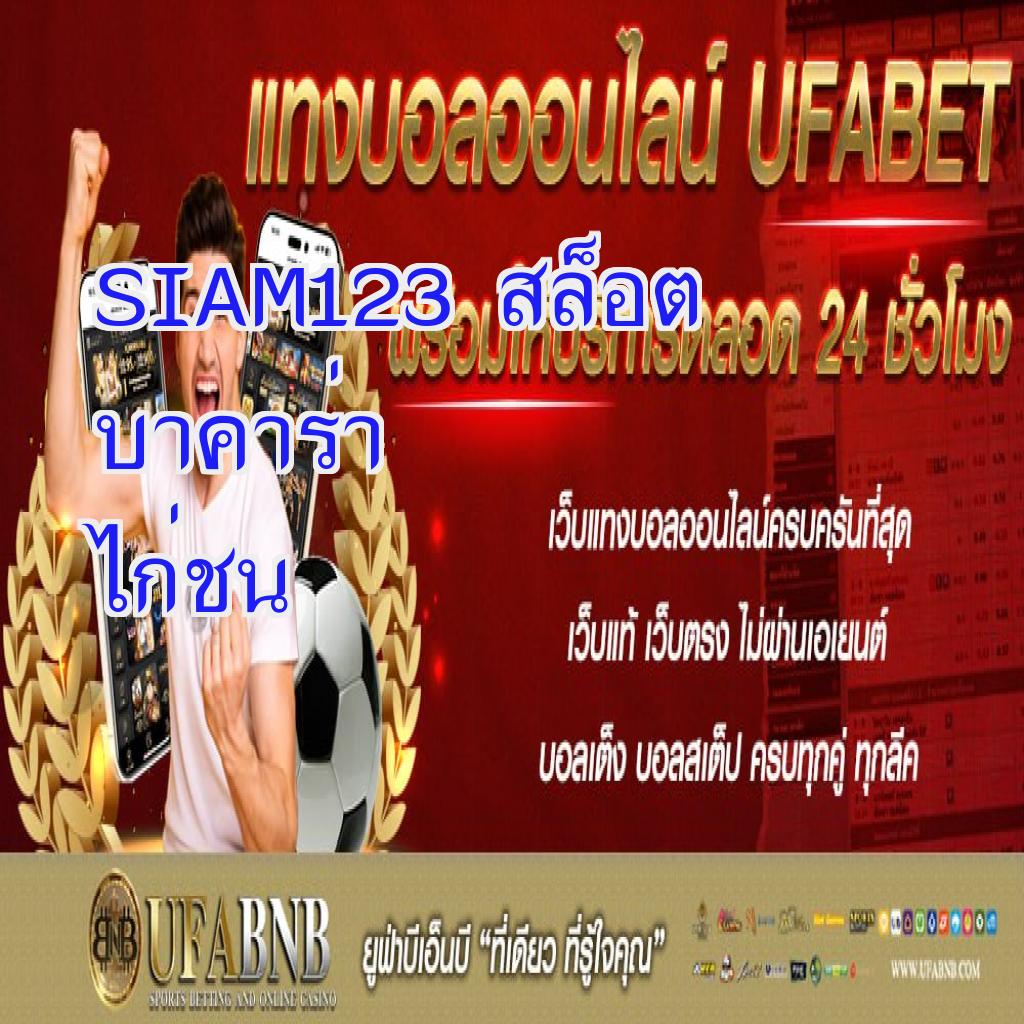 แทงบอลออนไลน์ UFABET
SIAM123 สล็อต
พร้อมให้บริการตลอด 24 ชั่วโมง
บาคาร่า
ไก่ชน
เว็บแทงบอลออนไลน์ครบครันที่สุด
เว็บแท้ เว็บตรง ไม่ผ่านเอเยนต์
บอลเต็ง บอลสเต็ป ครบทุกคู่ ทุกลีค
UFABNB
SPORTS BETTING AND ONLINE CASINO
ยูฟ่าบีเอ็นบี “ที่เดียว ที่รู้ใจคุณ”
WWW.UFABNB.COM